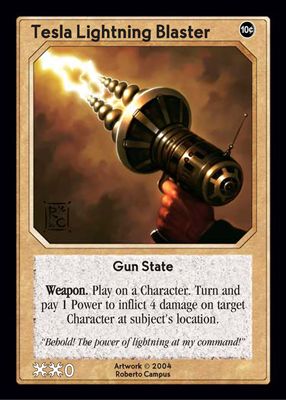 Tesla Lightning Blaster
10¢
R C
Gun State
Weapon. Play on a Character. Turn and
pay 1 Power to inflict 4 damage on target
Character at subject's location.
"Behold! The power of lightning at my command!"
Artwork © 2004
Roberto Campus
0